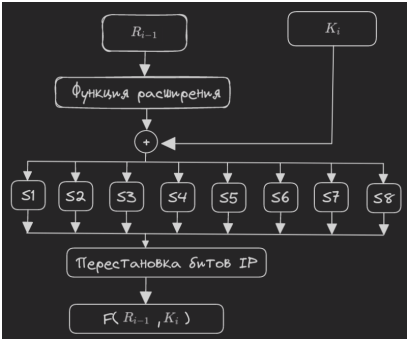 R_{i-1}
K_i
Функция расширения
+
S1 S2 S3 S4 S5 S6 S7 S8
Перестановка битов IP
F( R_{i-1} , K_i )